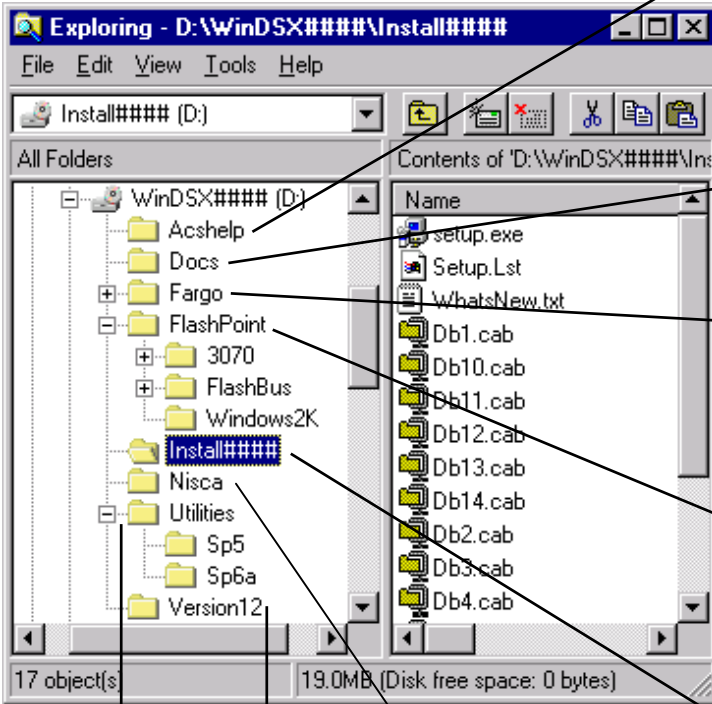 Exploring - D:\WinDSX####\Install####
File Edit View Tools Help
Install#### (D:)
All Folders
Contents of 'D:\WinDSX####\Ins
WinDSX#### (D:)
Acshelp
Docs
Fargo
FlashPoint
3070
FlashBus
Windows2K
Install####
Nisca
Utilities
Sp5
Sp6a
Version12
Name
setup.exe
Setup.Lst
WhatsNew.txt
Db1.cab
Db10.cab
Db11.cab
Db12.cab
Db13.cab
Db14.cab
Db2.cab
Db3.cab
Db4.cab
17 object(s)
19.0MB (Disk free space: 0 bytes)